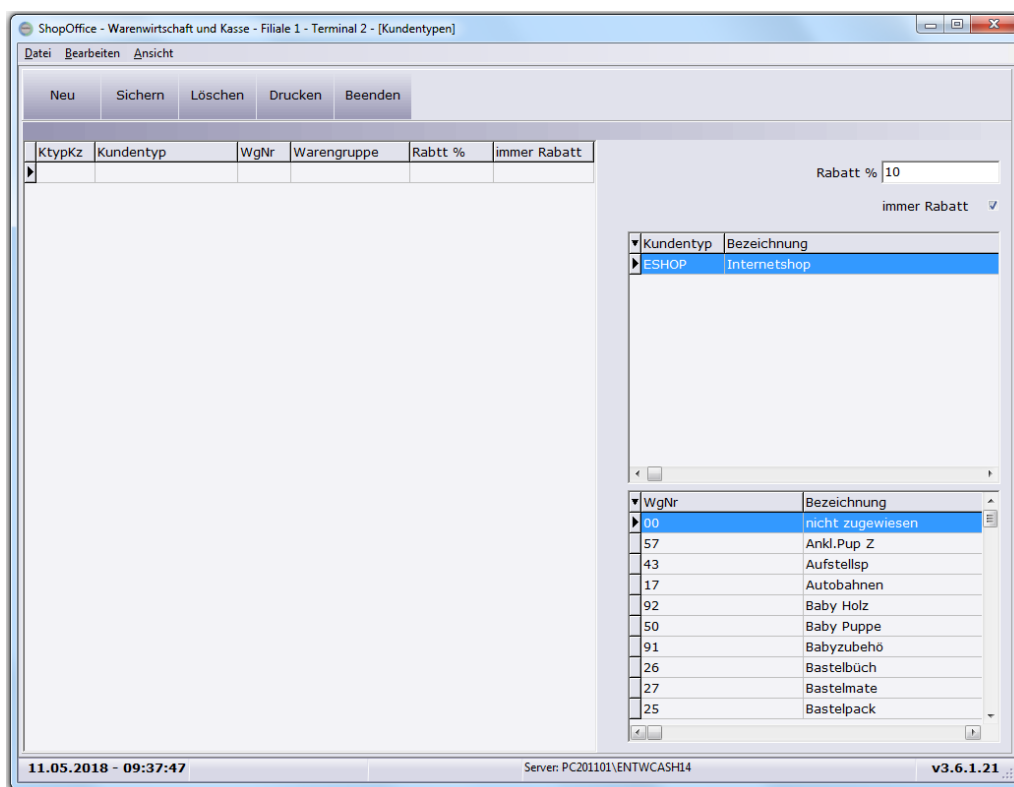 ShopOffice - Warenwirtschaft und Kasse - Filiale 1 - Terminal 2 - [Kundentypen]
Datei Bearbeiten Ansicht
Neu Sichern Löschen Drucken Beenden
KtypKz Kundentyp WgNr Warengruppe Rabtt % immer Rabatt
Rabatt % 10
immer Rabatt
Kundentyp Bezeichnung
ESHOP Internetshop
WgNr Bezeichnung
00 nicht zugewiesen
57 Ankl.Pup Z
43 Aufstellsp
17 Autobahnen
92 Baby Holz
50 Baby Puppe
91 Babyzubehö
26 Bastelbüch
27 Bastelmate
25 Bastelpack
11.05.2018 - 09:37:47 Server: PC201101\ENTWCASH14 v3.6.1.21